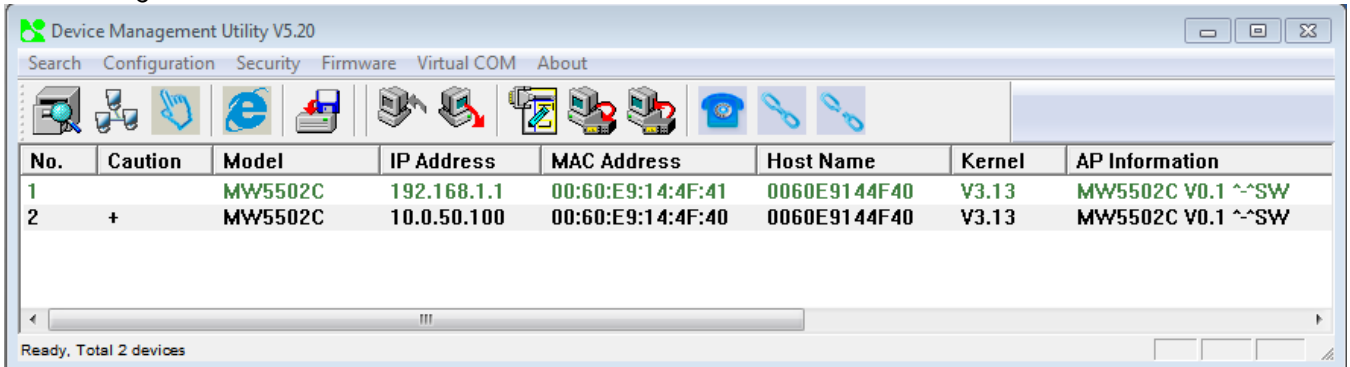 Device Management Utility V5.20
Search Configuration Security Firmware Virtual COM About
No. Caution Model IP Address MAC Address Host Name Kernel AP Information
1 MW5502C 192.168.1.1 00:60:E9:14:4F:41 0060E9144F40 V3.13 MW5502C V0.1 ^-^SW
2 + MW5502C 10.0.50.100 00:60:E9:14:4F:40 0060E9144F40 V3.13 MW5502C V0.1 ^-^SW
Ready, Total 2 devices